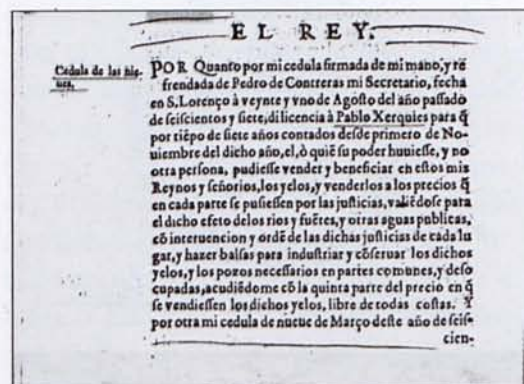 EL REY.
Cedula de las nie-
ues.
POR Quanto por mi cedula firmada de mi mano, y re
frendada de Pedro de Contreras mi Secretario, fecha
en S. Lorenço à veynte y vno de Agosto del año passado
de seiscientos y siete, di licencia à Pablo Xerquies para q̃
por tiẽpo de siete años contados desde primero de No-
uiembre del dicho año, el, ò quiẽ su poder huuiesse, y no
otra persona, pudiesse vender y beneficiar en estos mis
Reynos y señorios, los yelos, y venderlos a los precios q̃
en cada parte se pusiessen por las justicias, valiẽdose para
el dicho efeto de los rios y fuẽtes, y otras aguas publicas,
cõ interuencion y ordẽ de las dichas justicias de cada lu
gar, y hazer balsas para industriar y cõseruar los dichos
yelos, y los pozos necessarios en partes comunes, y deso
cupadas, acudiẽdome cõ la quinta parte del precio en q̃
se vendiessen los dichos yelos, libre de todas costas. Y
por otra mi cedula de nueue de Março deste año de seis-
cien-